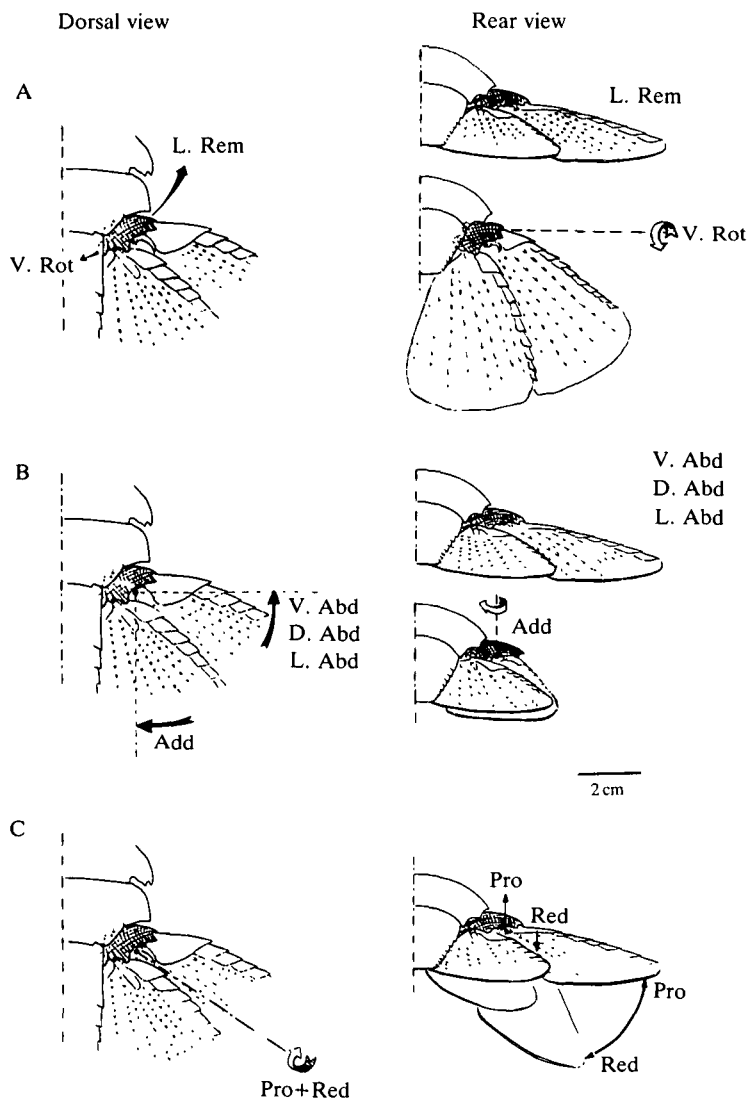 Dorsal view
Rear view
A
L. Rem
V. Rot
L. Rem
V. Rot
B
V. Abd
D. Abd
L. Abd
Add
V. Abd
D. Abd
L. Abd
Add
2 cm
C
Pro+Red
Pro
Red
Pro
Red